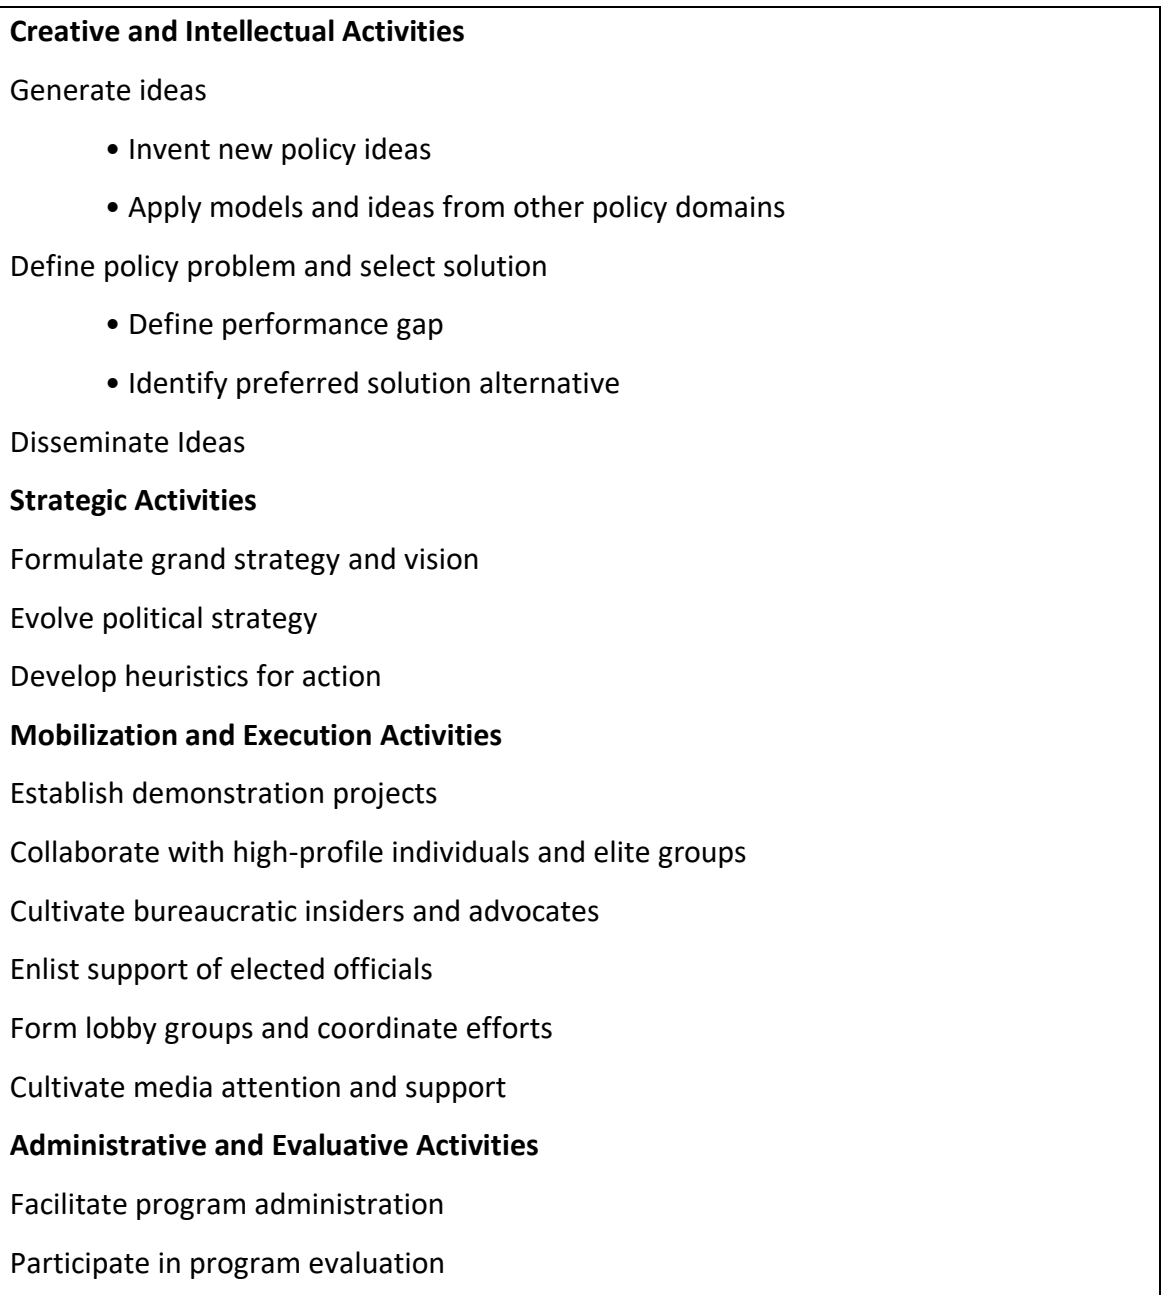 Creative and Intellectual Activities
Generate ideas
• Invent new policy ideas
• Apply models and ideas from other policy domains
Define policy problem and select solution
• Define performance gap
• Identify preferred solution alternative
Disseminate Ideas
Strategic Activities
Formulate grand strategy and vision
Evolve political strategy
Develop heuristics for action
Mobilization and Execution Activities
Establish demonstration projects
Collaborate with high-profile individuals and elite groups
Cultivate bureaucratic insiders and advocates
Enlist support of elected officials
Form lobby groups and coordinate efforts
Cultivate media attention and support
Administrative and Evaluative Activities
Facilitate program administration
Participate in program evaluation